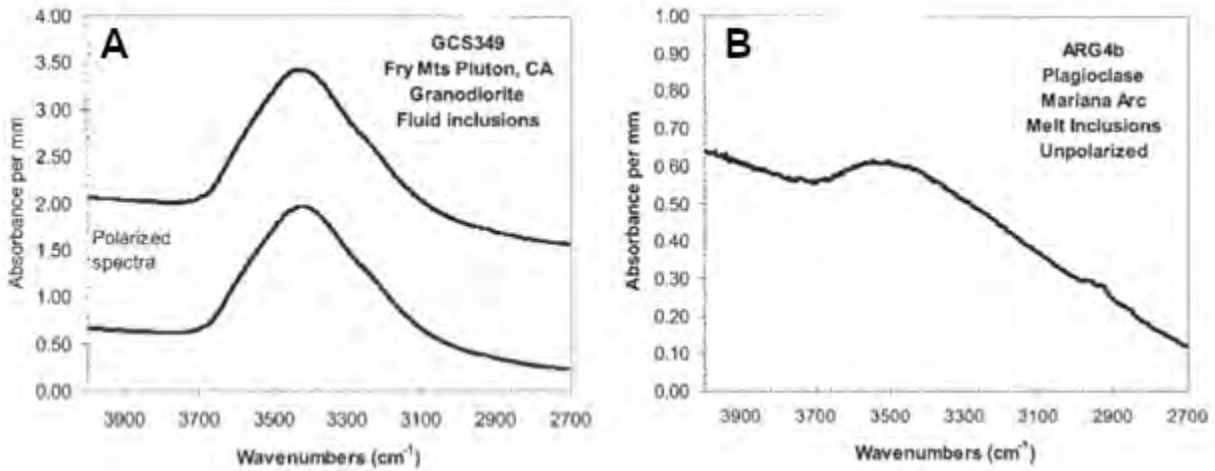 A
GCS349
Fry Mts Pluton, CA
Granodiorite
Fluid inclusions
Polarized
spectra
Absorbance per mm
4.00
3.50
3.00
2.50
2.00
1.50
1.00
0.50
0.00
3900 3700 3500 3300 3100 2900 2700
Wavenumbers (cm⁻¹)
B
ARG4b
Plagioclase
Mariana Arc
Melt Inclusions
Unpolarized
Absorbance per mm
1.00
0.90
0.80
0.70
0.60
0.50
0.40
0.30
0.20
0.10
0.00
3900 3700 3500 3300 3100 2900 2700
Wavenumbers (cm⁻¹)